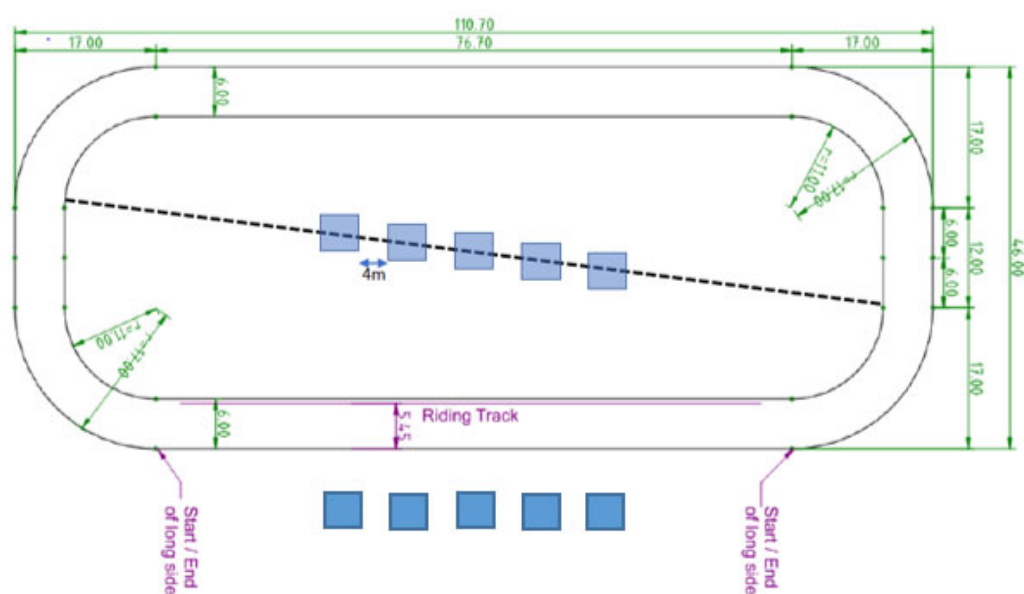 110.70
17.00
76.70
17.00
6.00
17.00
r=11.00
r=17.00
6.00
12.00
46.00
4m
6.00
r=11.00
r=17.00
17.00
6.00
5.45
Riding Track
Start / End
of long side
Start / End
of long side